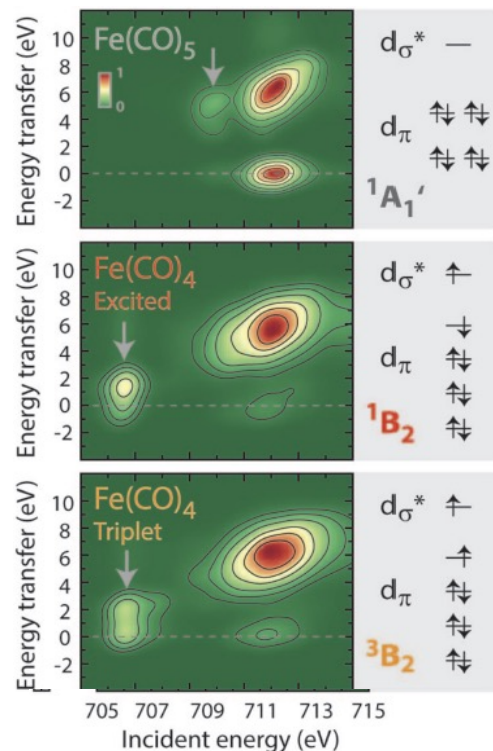 10
8
6
4
2
0
-2
Energy transfer (eV)
Fe(CO)5
1
0
dσ*
dπ
1A1‘
10
8
6
4
2
0
-2
Energy transfer (eV)
Fe(CO)4
Excited
dσ*
dπ
1B2
10
8
6
4
2
0
-2
Energy transfer (eV)
Fe(CO)4
Triplet
dσ*
dπ
3B2
705 707 709 711 713 715
Incident energy (eV)